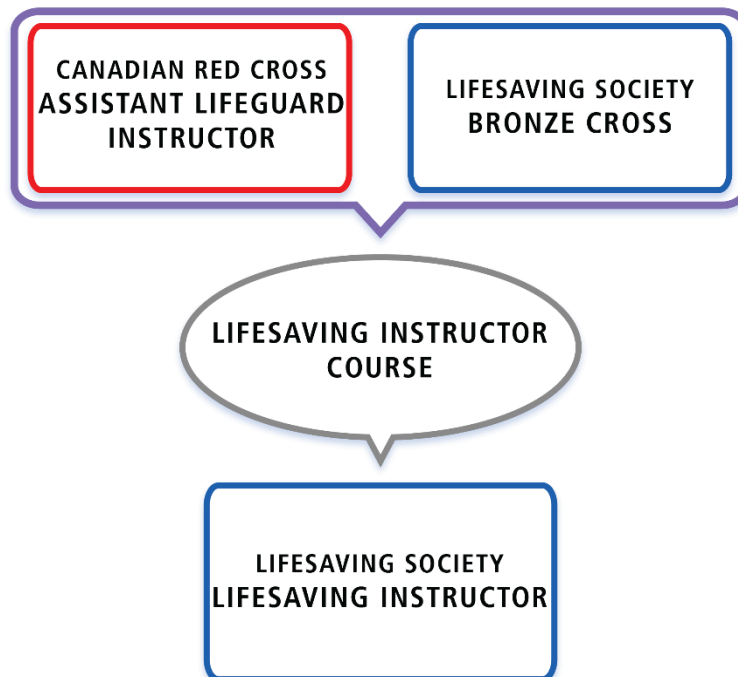 CANADIAN RED CROSS
ASSISTANT LIFEGUARD
INSTRUCTOR
LIFESAVING SOCIETY
BRONZE CROSS
LIFESAVING INSTRUCTOR
COURSE
LIFESAVING SOCIETY
LIFESAVING INSTRUCTOR